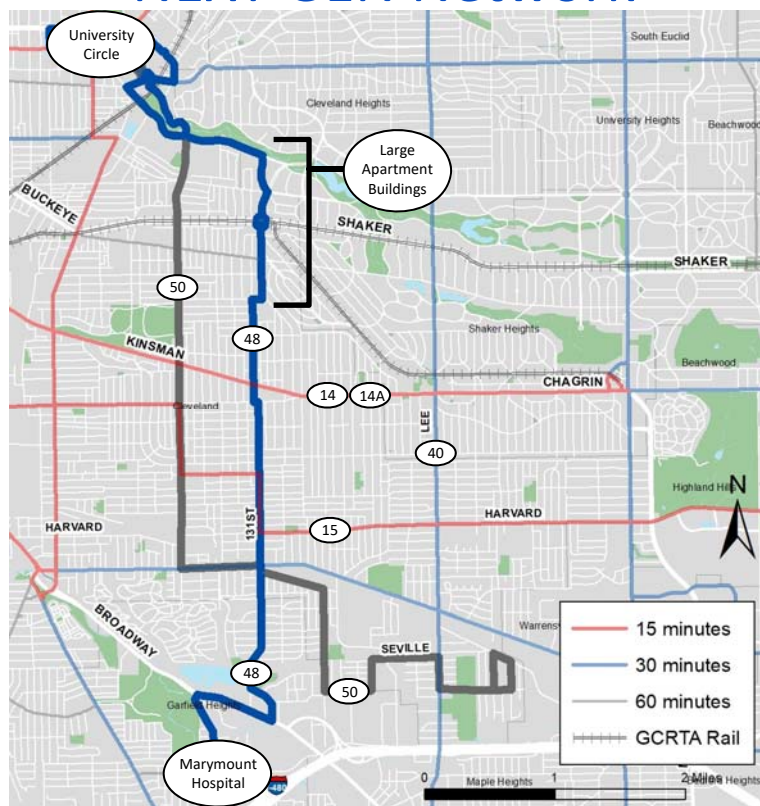 University
Circle
South Euclid
Cleveland Heights
University Heights
Beachwood
Large
Apartment
Buildings
BUCKEYE
SHAKER
SHAKER
50
48
Shaker Heights
KINSMAN
Beachwood
CHAGRIN
14
14A
Cleveland
LEE
40
Highland Hills
N
HARVARD
131ST
15
HARVARD
BROADWAY
SEVILLE
48
50
Garfield Heights
Marymount
Hospital
-480
Maple Heights
0
1
2 Miles
15 minutes
30 minutes
60 minutes
GCRTA Rail